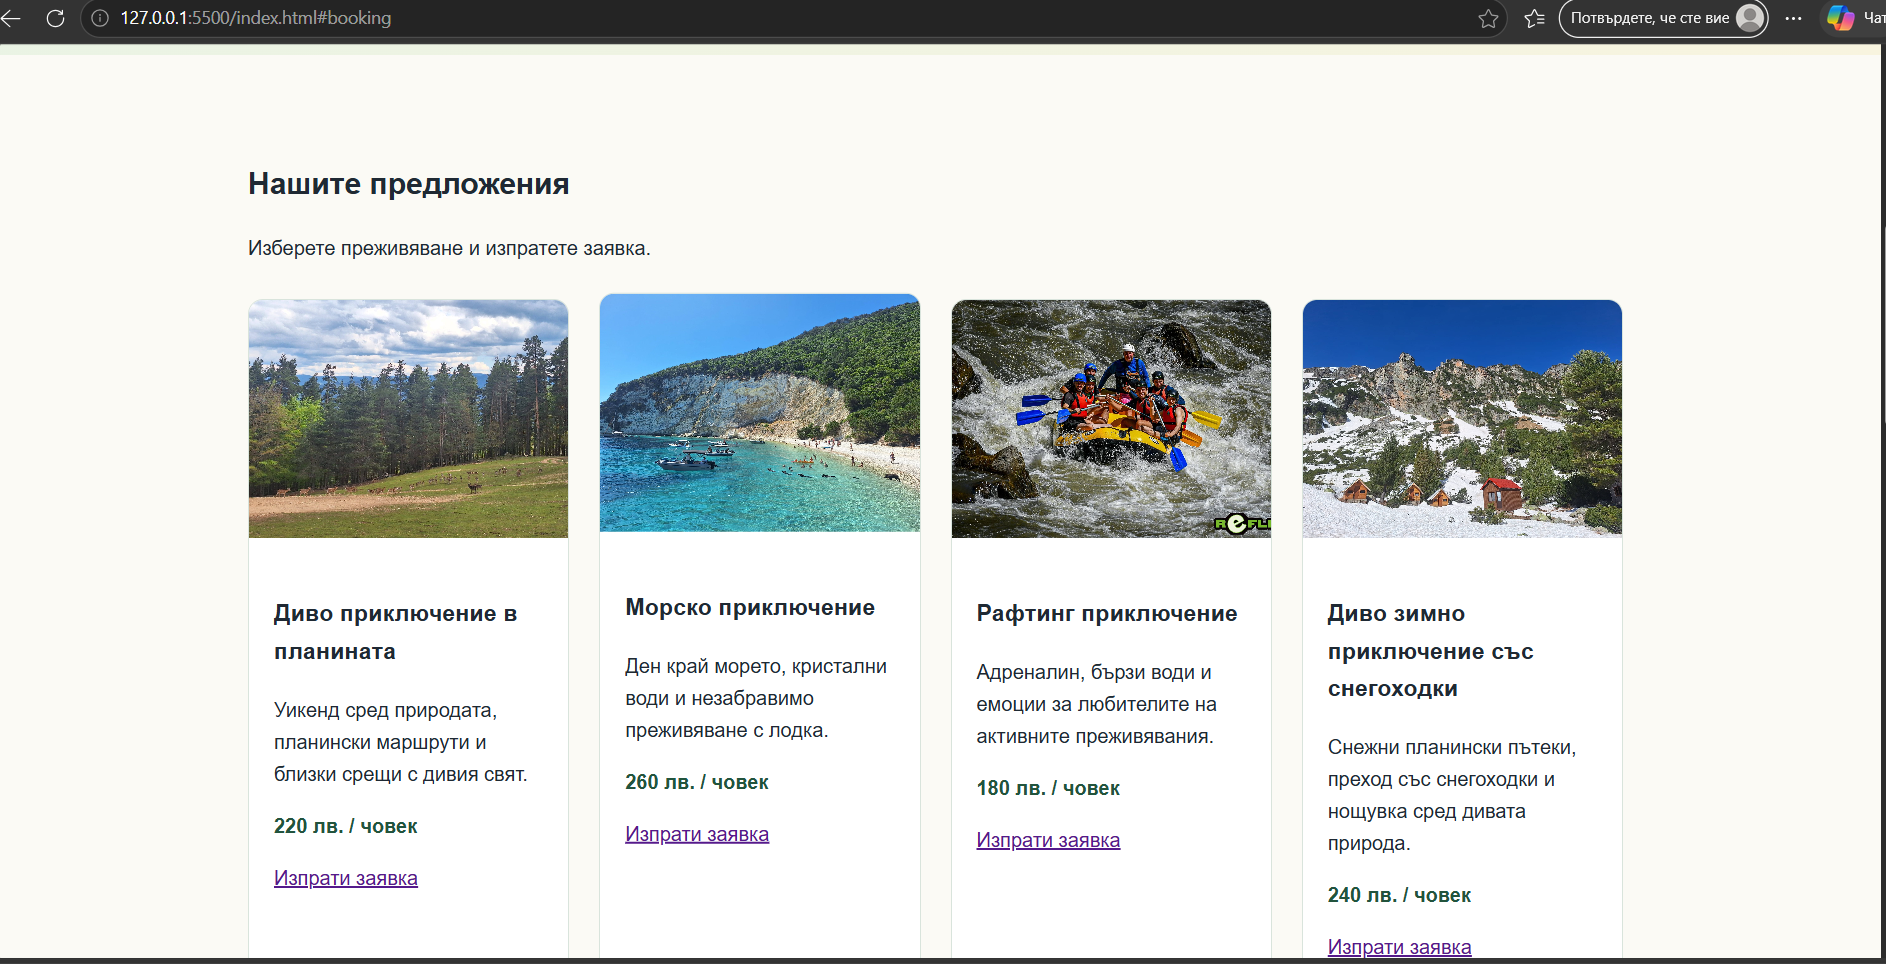 127.0.0.1:5500/index.html#booking
Потвърдете, че сте вие
Чат
Нашите предложения
Изберете преживяване и изпратете заявка.
Диво приключение в
планината
Уикенд сред природата,
планински маршрути и
близки срещи с дивия свят.
220 лв. / човек
Изпрати заявка
Морско приключение
Ден край морето, кристални
води и незабравимо
преживяване с лодка.
260 лв. / човек
Изпрати заявка
REFL
Рафтинг приключение
Адреналин, бързи води и
емоции за любителите на
активните преживявания.
180 лв. / човек
Изпрати заявка
Диво зимно
приключение със
снегоходки
Снежни планински пътеки,
преход със снегоходки и
нощувка сред дивата
природа.
240 лв. / човек
Изпрати заявка